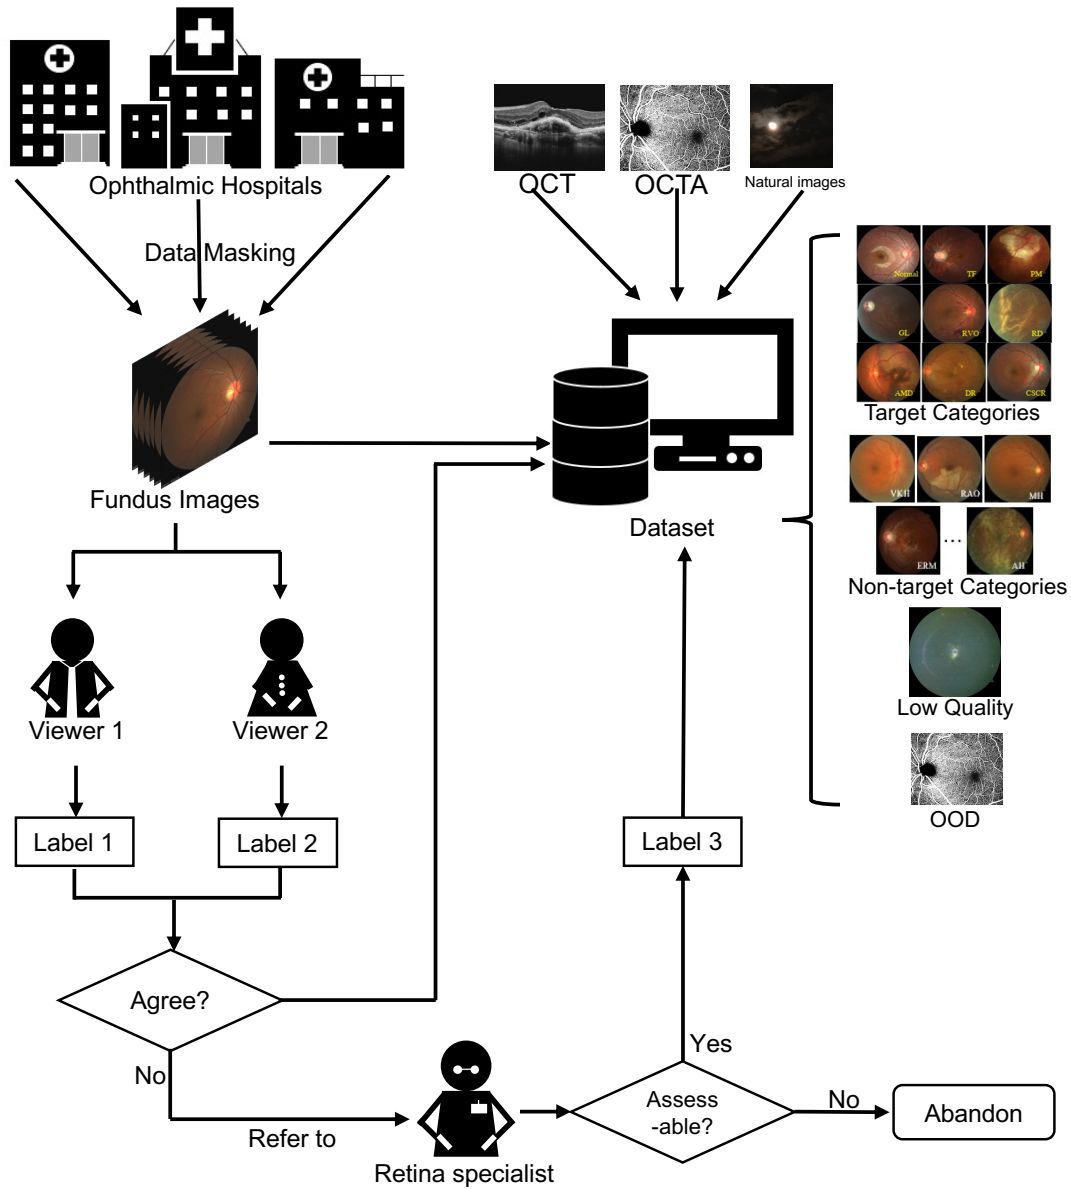 Ophthalmic Hospitals
Data Masking
OCT
OCTA
Natural images
Fundus Images
Dataset
Normal
TF
PM
GL
RVO
RD
AMD
DR
CSCR
Target Categories
VKH
RAO
MH
ERM
...
AH
Non-target Categories
Low Quality
OOD
Viewer 1
Viewer 2
Label 1
Label 2
Label 3
Agree?
No
Refer to
Retina specialist
Assess
-able?
Yes
No
Abandon